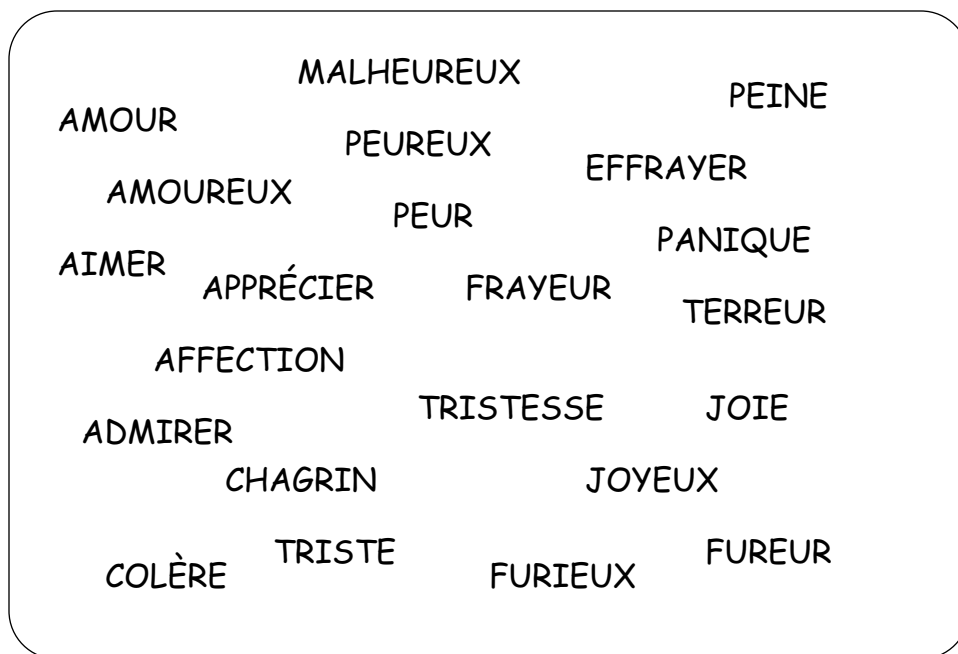 MALHEUREUX
PEINE
AMOUR
PEUREUX
EFFRAYER
AMOUREUX
PEUR
PANIQUE
AIMER
APPRÉCIER
FRAYEUR
TERREUR
AFFECTION
TRISTESSE
JOIE
ADMIRER
CHAGRIN
JOYEUX
TRISTE
FUREUR
COLÈRE
FURIEUX